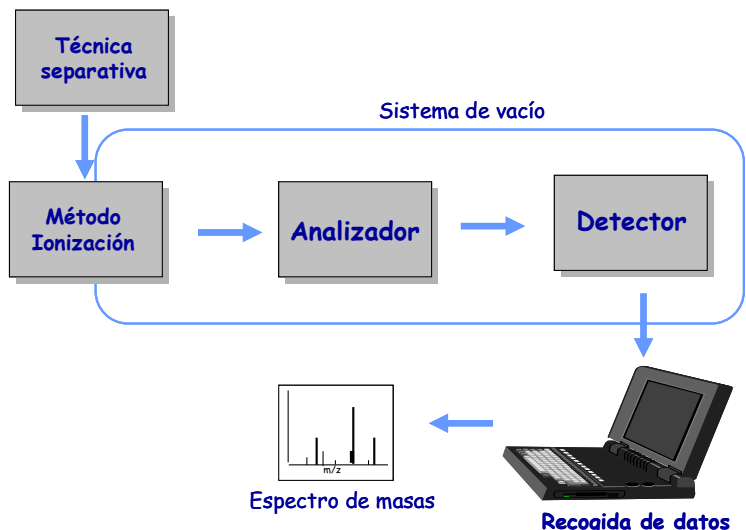 Técnica
separativa
Sistema de vacío
Método
Ionización
Analizador
Detector
m/z
Espectro de masas
Recogida de datos